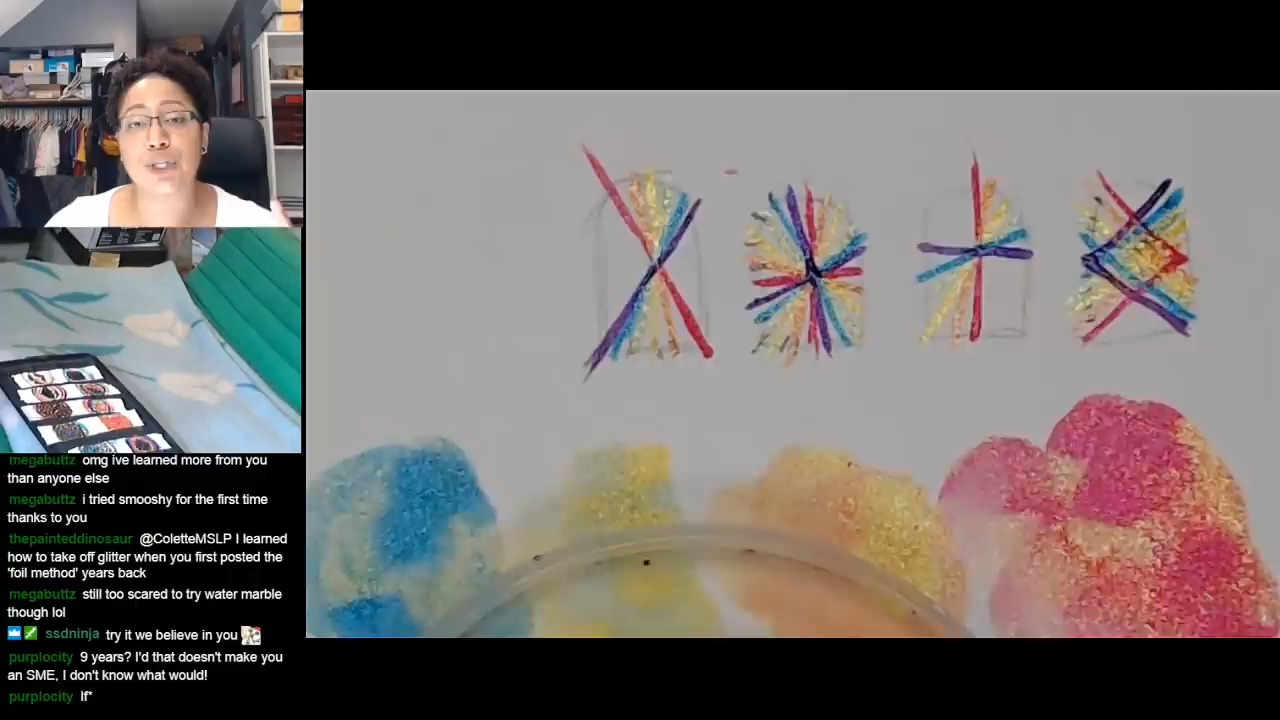 megabuttz omg ive learned more from you
than anyone else
megabuttz i tried smooshy for the first time
thanks to you
thepainteddinosaur @ColetteMSLP I learned
how to take off glitter when you first posted the
'foil method' years back
megabuttz still too scared to try water marble
though lol
ssdninja try it we believe in you
purplocity 9 years? I'd that doesn't make you
an SME, I don't know what would!
purplocity If*